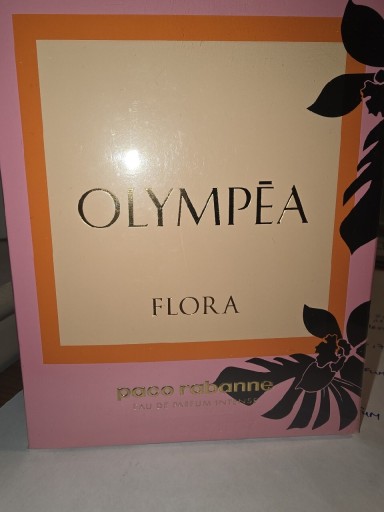 OLYMPĒA
FLORA
paco rabanne
EAU DE PARFUM INTENSE